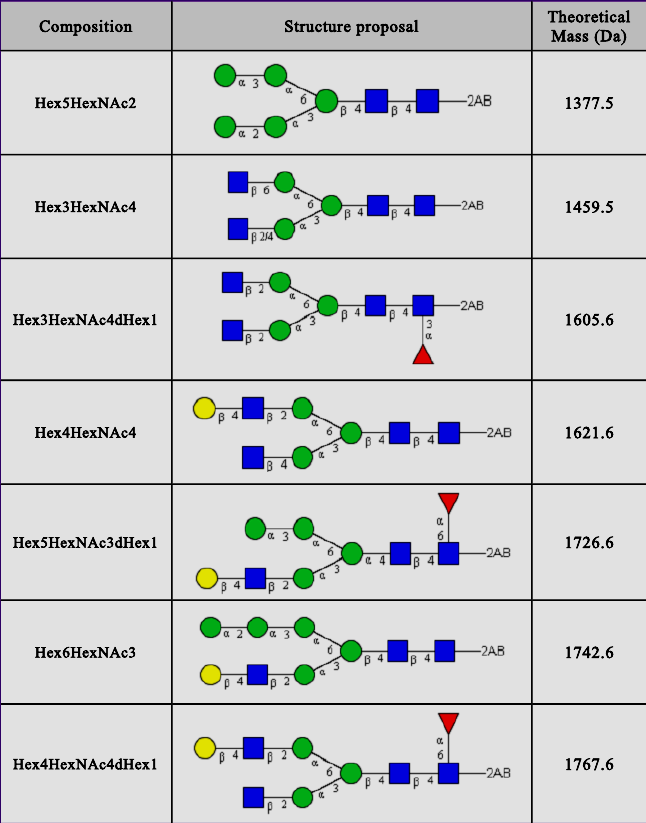 Composition Structure proposal Theoretical Mass (Da)
α 3 α
Hex5HexNAc2 6 β 4 β 4 2AB 1377.5
α 2 α 3
β 6 α
Hex3HexNAc4 6 β 4 β 4 2AB 1459.5
β 2/4 α 3
β 2 α
Hex3HexNAc4dHex1 6 β 4 β 4 2AB 1605.6
β 2 α 3 3
α
β 4 β 2 α
Hex4HexNAc4 6 β 4 β 4 2AB 1621.6
β 4 α 3
α
α 3 α 6
Hex5HexNAc3dHex1 6 α 4 β 4 2AB 1726.6
β 4 β 2 α 3
α 2 α 3 α
Hex6HexNAc3 6 β 4 β 4 2AB 1742.6
β 4 β 2 α 3
α
β 4 β 2 α 6
Hex4HexNAc4dHex1 6 β 4 β 4 2AB 1767.6
β 2 α 3